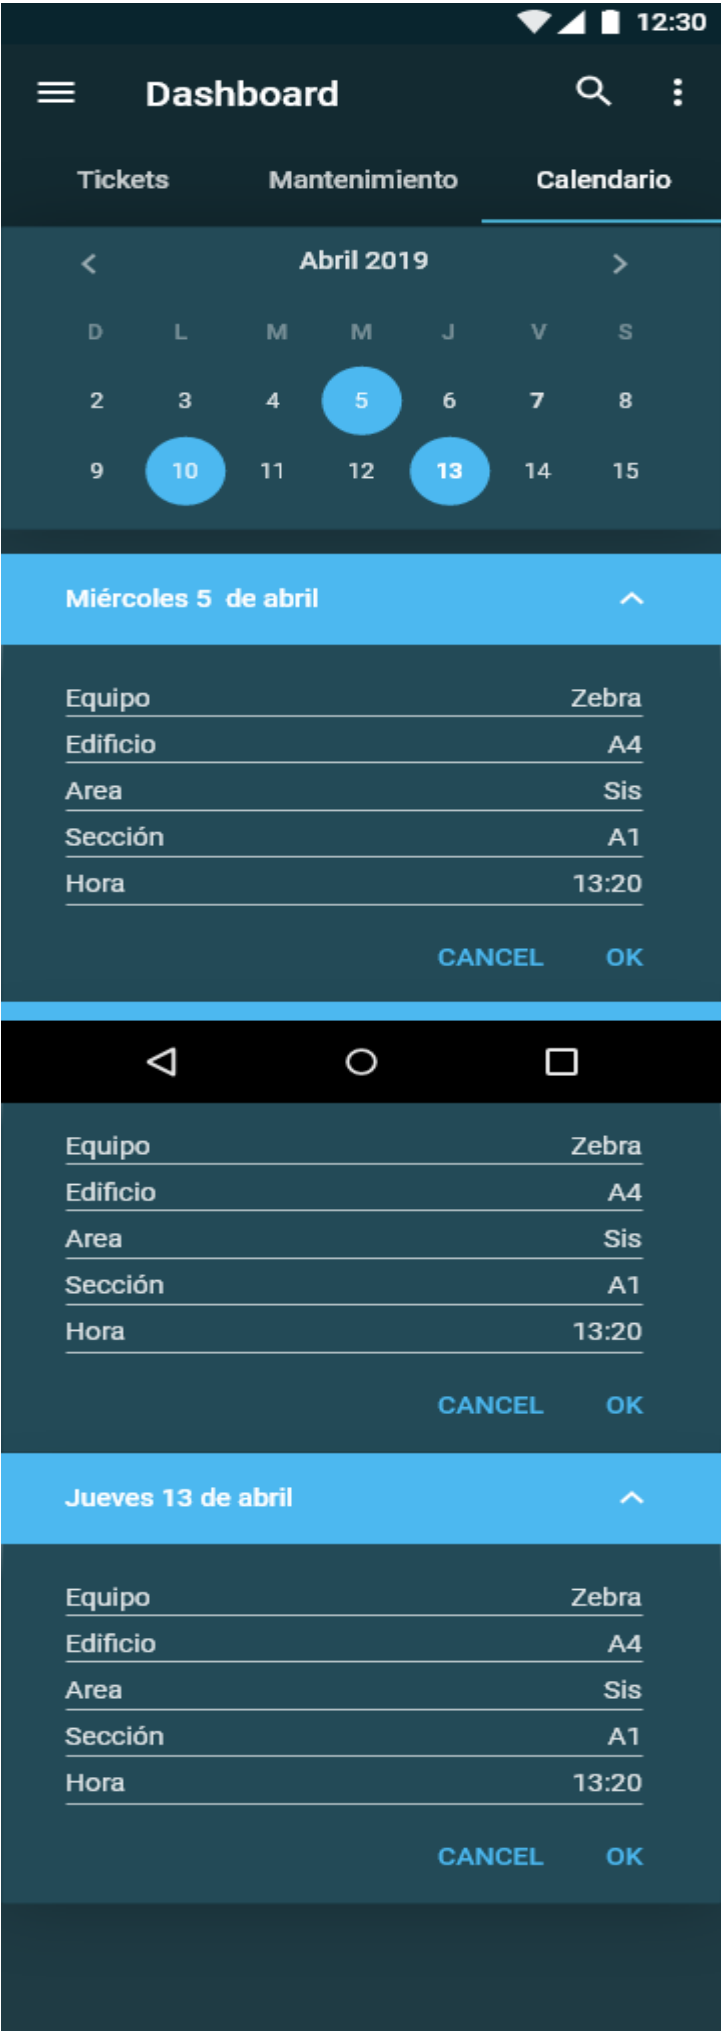 12:30
Dashboard
Tickets Mantenimiento Calendario
Abril 2019
D L M M J V S
2 3 4 5 6 7 8
9 10 11 12 13 14 15
Miércoles 5 de abril
Equipo Zebra
Edificio A4
Area Sis
Sección A1
Hora 13:20
CANCEL OK
Equipo Zebra
Edificio A4
Area Sis
Sección A1
Hora 13:20
CANCEL OK
Jueves 13 de abril
Equipo Zebra
Edificio A4
Area Sis
Sección A1
Hora 13:20
CANCEL OK